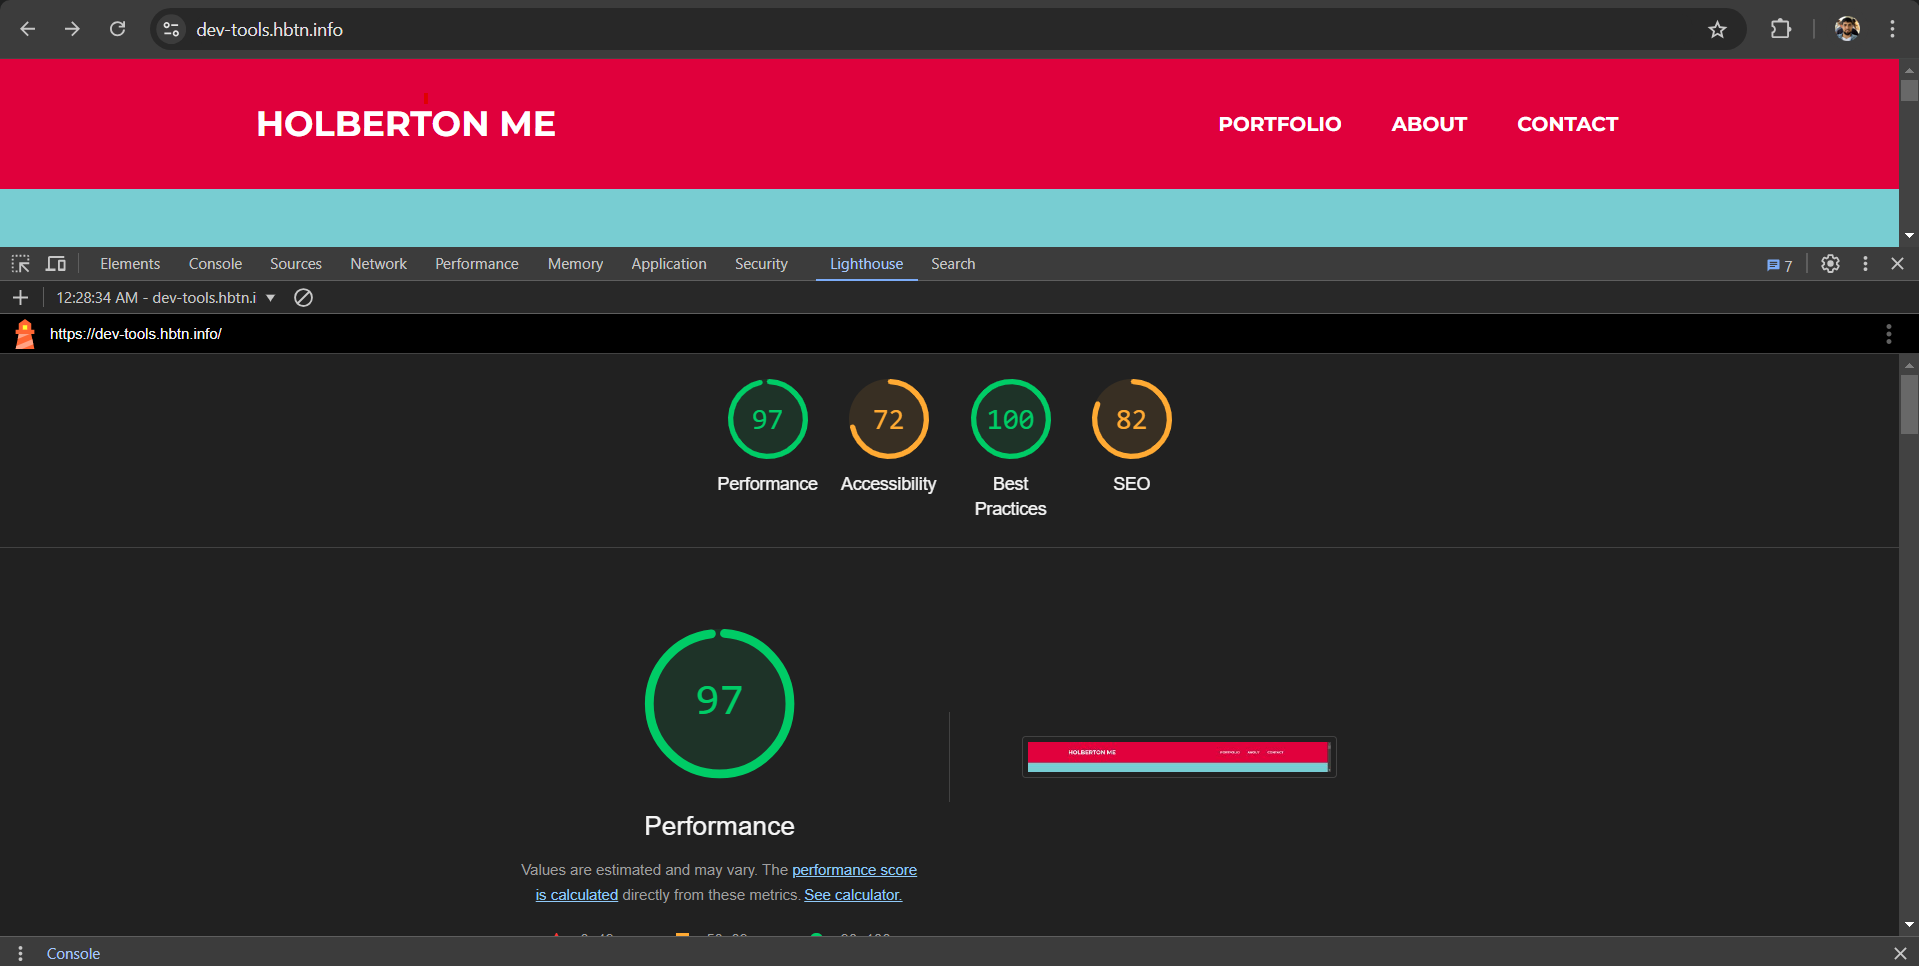 dev-tools.hbtn.info
HOLBERTON ME
PORTFOLIO ABOUT CONTACT
Elements Console Sources Network Performance Memory Application Security Lighthouse Search 7
12:28:34 AM - dev-tools.hbtn.i
https://dev-tools.hbtn.info/
97 72 100 82
Performance Accessibility Best Practices SEO
97
HOLBERTON ME PORTFOLIO ABOUT CONTACT
Performance
Values are estimated and may vary. The performance score
is calculated directly from these metrics. See calculator.
Console